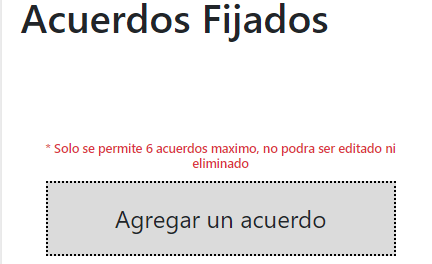 Acuerdos Fijados
* Solo se permite 6 acuerdos maximo, no podra ser editado ni
eliminado
Agregar un acuerdo